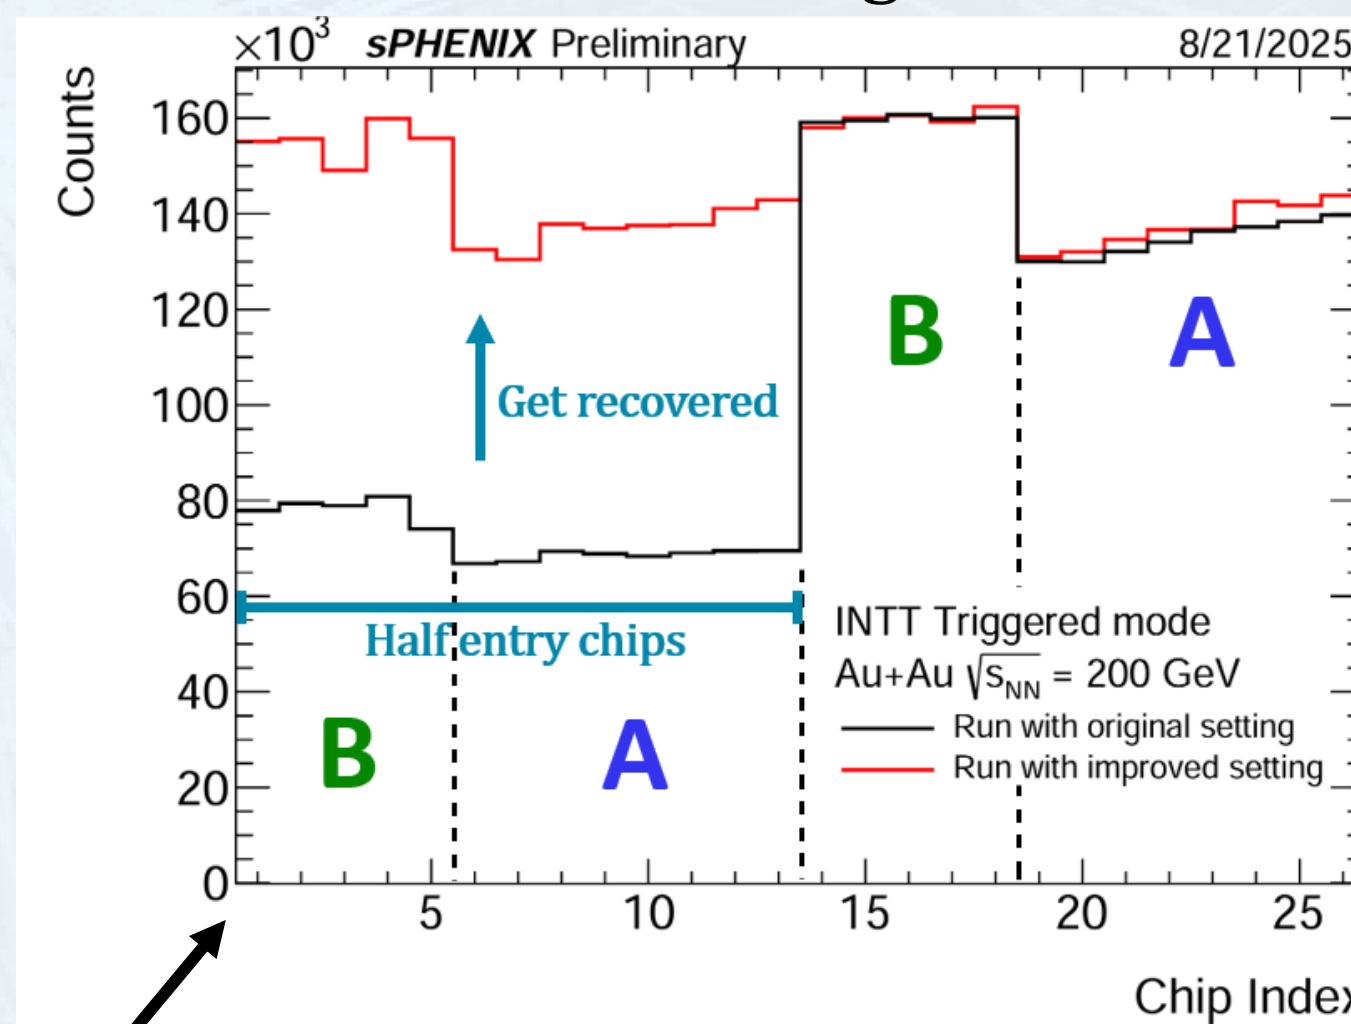 ×10³ sPHENIX Preliminary 8/21/2025
Counts
160
140
120
100
80
60
40
20
0
B
A
Get recovered
Half entry chips
B
A
INTT Triggered mode
Au+Au √sNN = 200 GeV
Run with original setting
Run with improved setting
5 10 15 20 25
Chip Index